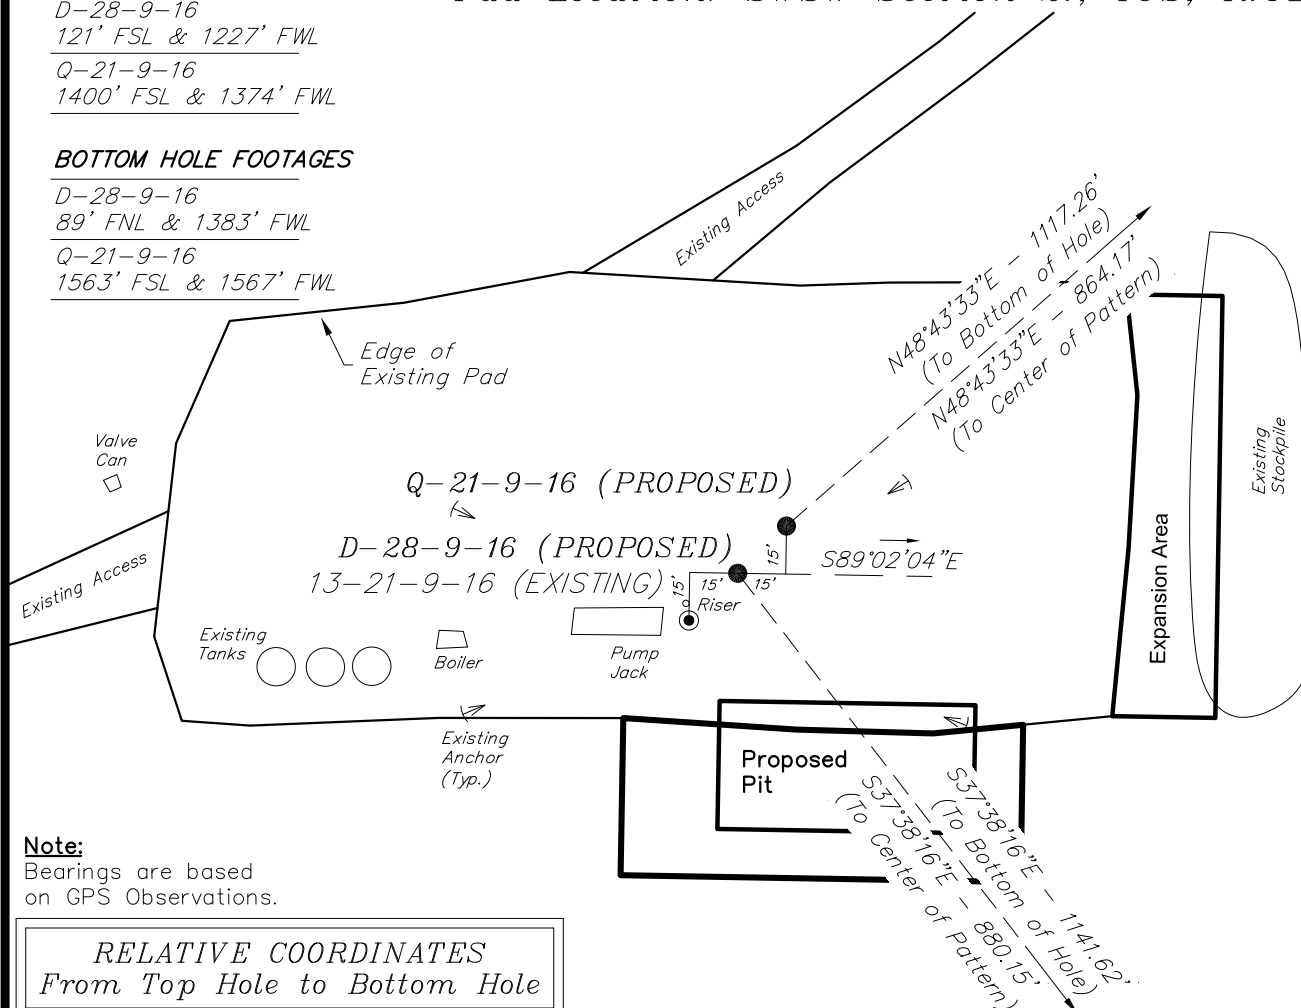 D-28-9-16
121' FSL & 1227' FWL
Q-21-9-16
1400' FSL & 1374' FWL
BOTTOM HOLE FOOTAGES
D-28-9-16
89' FNL & 1383' FWL
Q-21-9-16
1563' FSL & 1567' FWL
Existing Access
N48°43'33"E - 1117.26'
(To Bottom of Hole)
N48°43'33"E - 864.17'
(To Center of Pattern)
Edge of
Existing Pad
Valve
Can
Existing
Stockpile
Q-21-9-16 (PROPOSED)
D-28-9-16 (PROPOSED)
13-21-9-16 (EXISTING)
15'
15'
15'
15'
S89°02'04"E
Riser
Expansion Area
Existing Access
Existing
Tanks
Boiler
Pump
Jack
Existing
Anchor
(Typ.)
Proposed
Pit
S37°38'16"E - 1141.62'
(To Bottom of Hole)
S37°38'16"E - 880.15'
(To Center of Pattern)
Note:
Bearings are based
on GPS Observations.
RELATIVE COORDINATES
From Top Hole to Bottom Hole